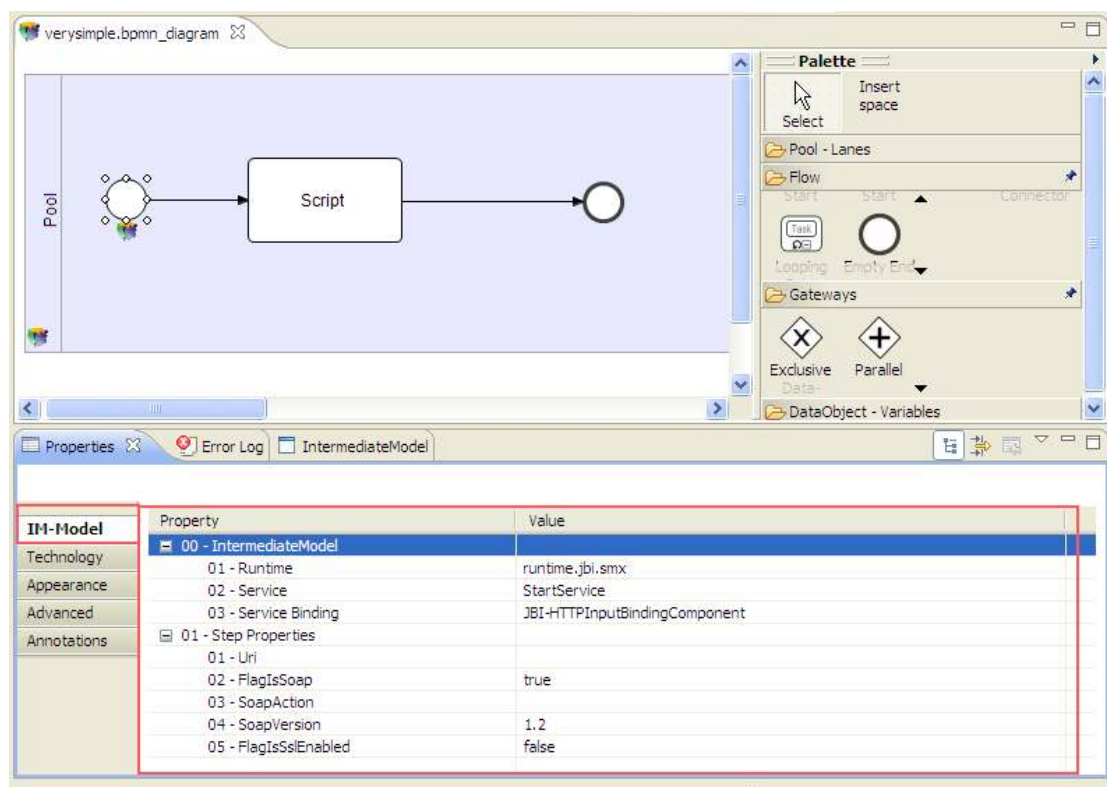 verysimple.bpmn_diagram
Pool
Script
Palette
Select
Insert
space
Pool - Lanes
Flow
Start Start Connector
Task
Looping Empty End
Gateways
Exclusive Parallel
Data-
DataObject - Variables
Properties Error Log IntermediateModel
IM-Model
Technology
Appearance
Advanced
Annotations
Property Value
00 - IntermediateModel
01 - Runtime runtime.jbi.smx
02 - Service StartService
03 - Service Binding JBI-HTTPInputBindingComponent
01 - Step Properties
01 - Uri
02 - FlagIsSoap true
03 - SoapAction
04 - SoapVersion 1.2
05 - FlagIsSslEnabled false